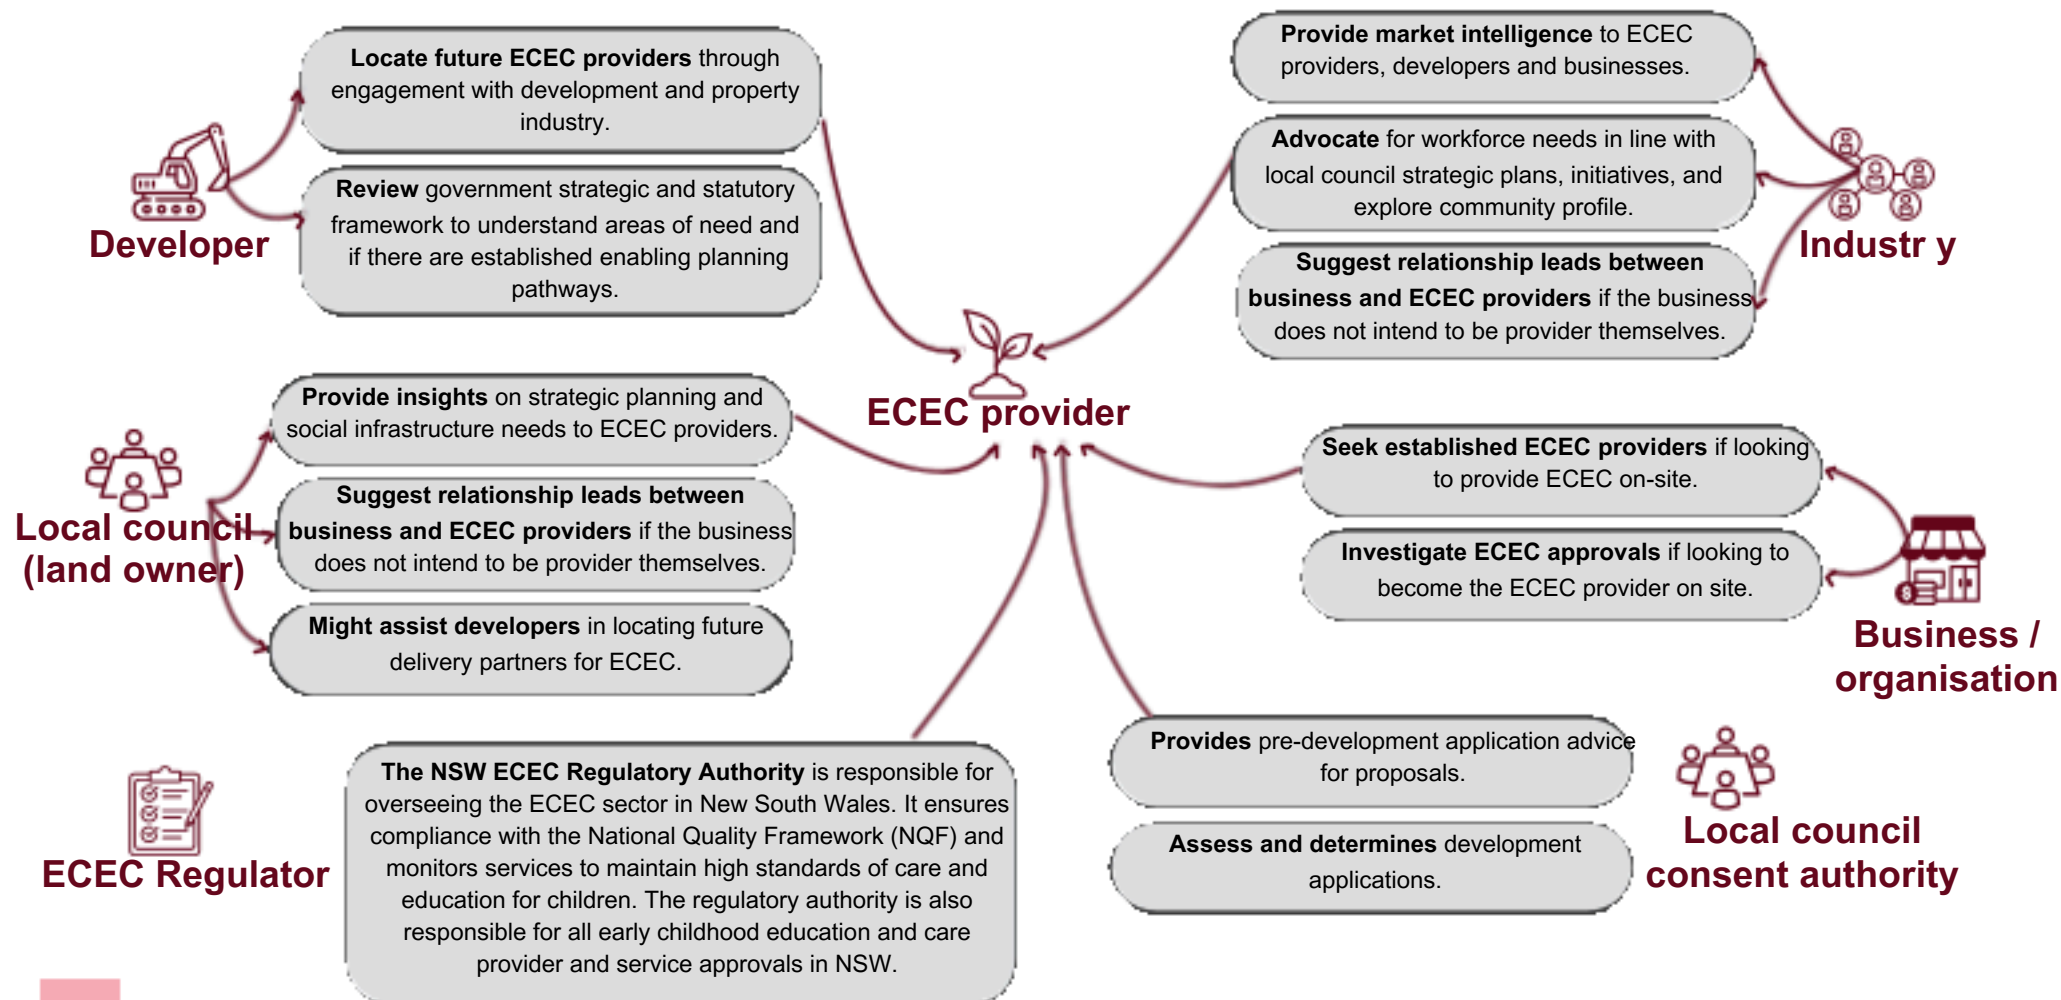 Locate future ECEC providers through
engagement with development and property
industry.
Review government strategic and statutory
framework to understand areas of need and
if there are established enabling planning
pathways.
Developer
Provide market intelligence to ECEC
providers, developers and businesses.
Advocate for workforce needs in line with
local council strategic plans, initiatives, and
explore community profile.
Suggest relationship leads between
business and ECEC providers if the business
does not intend to be provider themselves.
Industr y
ECEC provider
Provide insights on strategic planning and
social infrastructure needs to ECEC providers.
Suggest relationship leads between
business and ECEC providers if the business
does not intend to be provider themselves.
Might assist developers in locating future
delivery partners for ECEC.
Local council
(land owner)
Seek established ECEC providers if looking
to provide ECEC on-site.
Investigate ECEC approvals if looking to
become the ECEC provider on site.
Business /
organisation
The NSW ECEC Regulatory Authority is responsible for
overseeing the ECEC sector in New South Wales. It ensures
compliance with the National Quality Framework (NQF) and
monitors services to maintain high standards of care and
education for children. The regulatory authority is also
responsible for all early childhood education and care
provider and service approvals in NSW.
ECEC Regulator
Provides pre-development application advice
for proposals.
Assess and determines development
applications.
Local council
consent authority